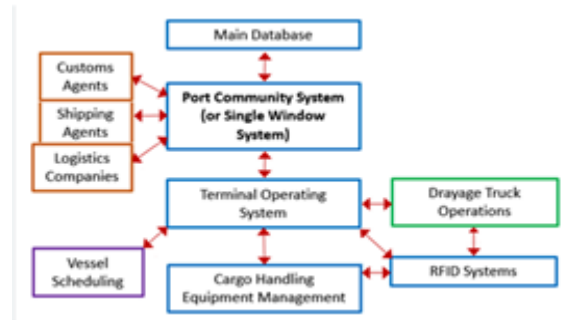 Main Database
Customs
Agents
Port Community System
(or Single Window
System)
Shipping
Agents
Logistics
Companies
Terminal Operating
System
Drayage Truck
Operations
Vessel
Scheduling
Cargo Handling
Equipment Management
RFID Systems